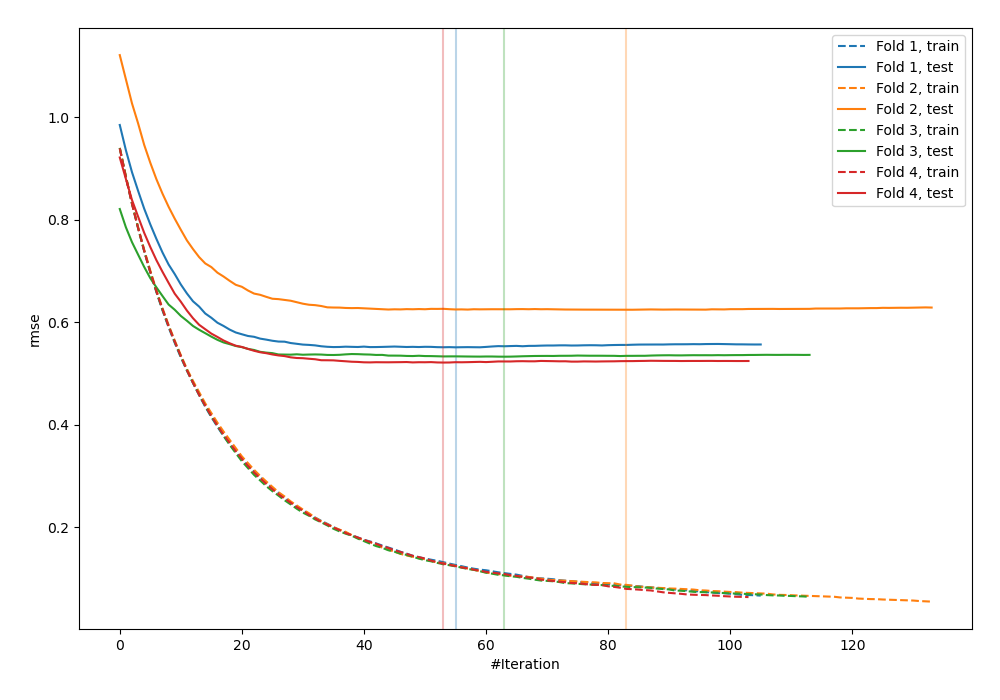 1.0
0.8
0.6
0.4
0.2
rmse
0
20
40
60
80
100
120
#Iteration
Fold 1, train
Fold 1, test
Fold 2, train
Fold 2, test
Fold 3, train
Fold 3, test
Fold 4, train
Fold 4, test